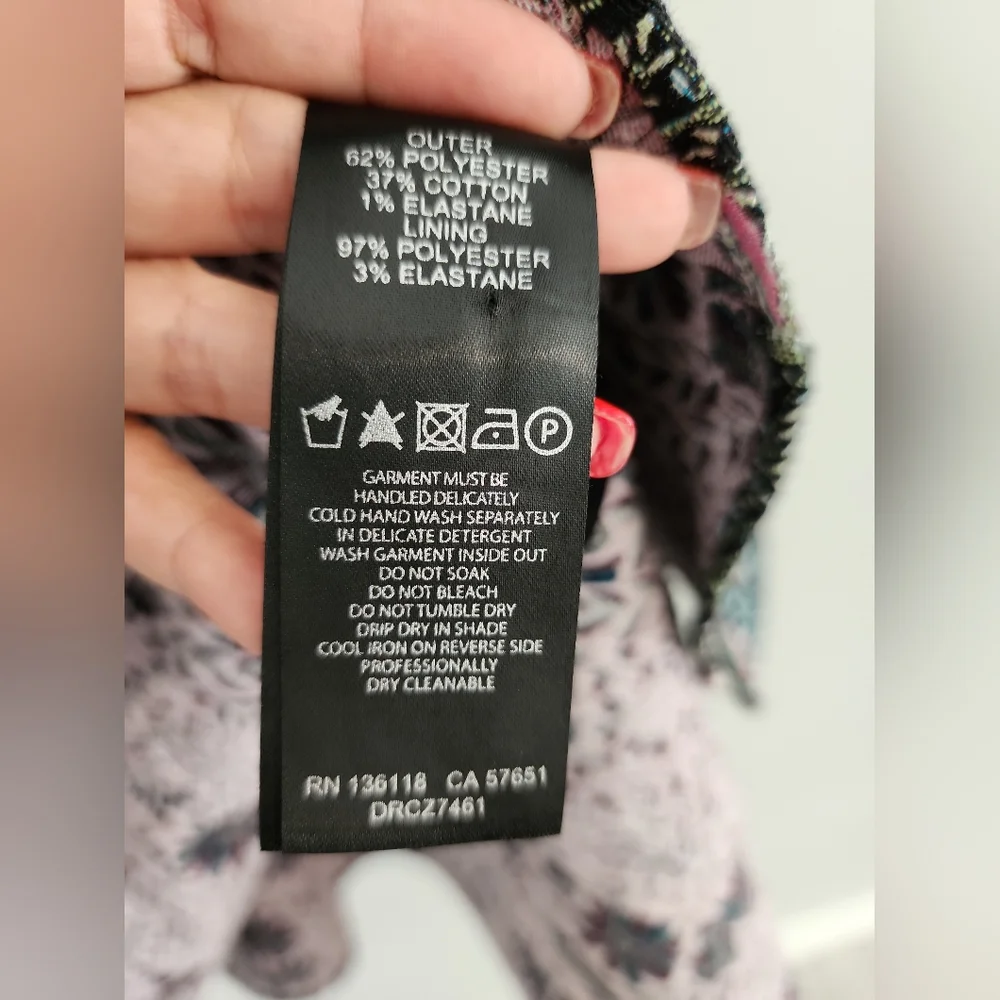 OUTER
62% POLYESTER
37% COTTON
1% ELASTANE
LINING
97% POLYESTER
3% ELASTANE
P
GARMENT MUST BE
HANDLED DELICATELY
COLD HAND WASH SEPARATELY
IN DELICATE DETERGENT
WASH GARMENT INSIDE OUT
DO NOT SOAK
DO NOT BLEACH
DO NOT TUMBLE DRY
DRIP DRY IN SHADE
COOL IRON ON REVERSE SIDE
PROFESSIONALLY
DRY CLEANABLE
RN 136118 CA 57651
DRCZ7461